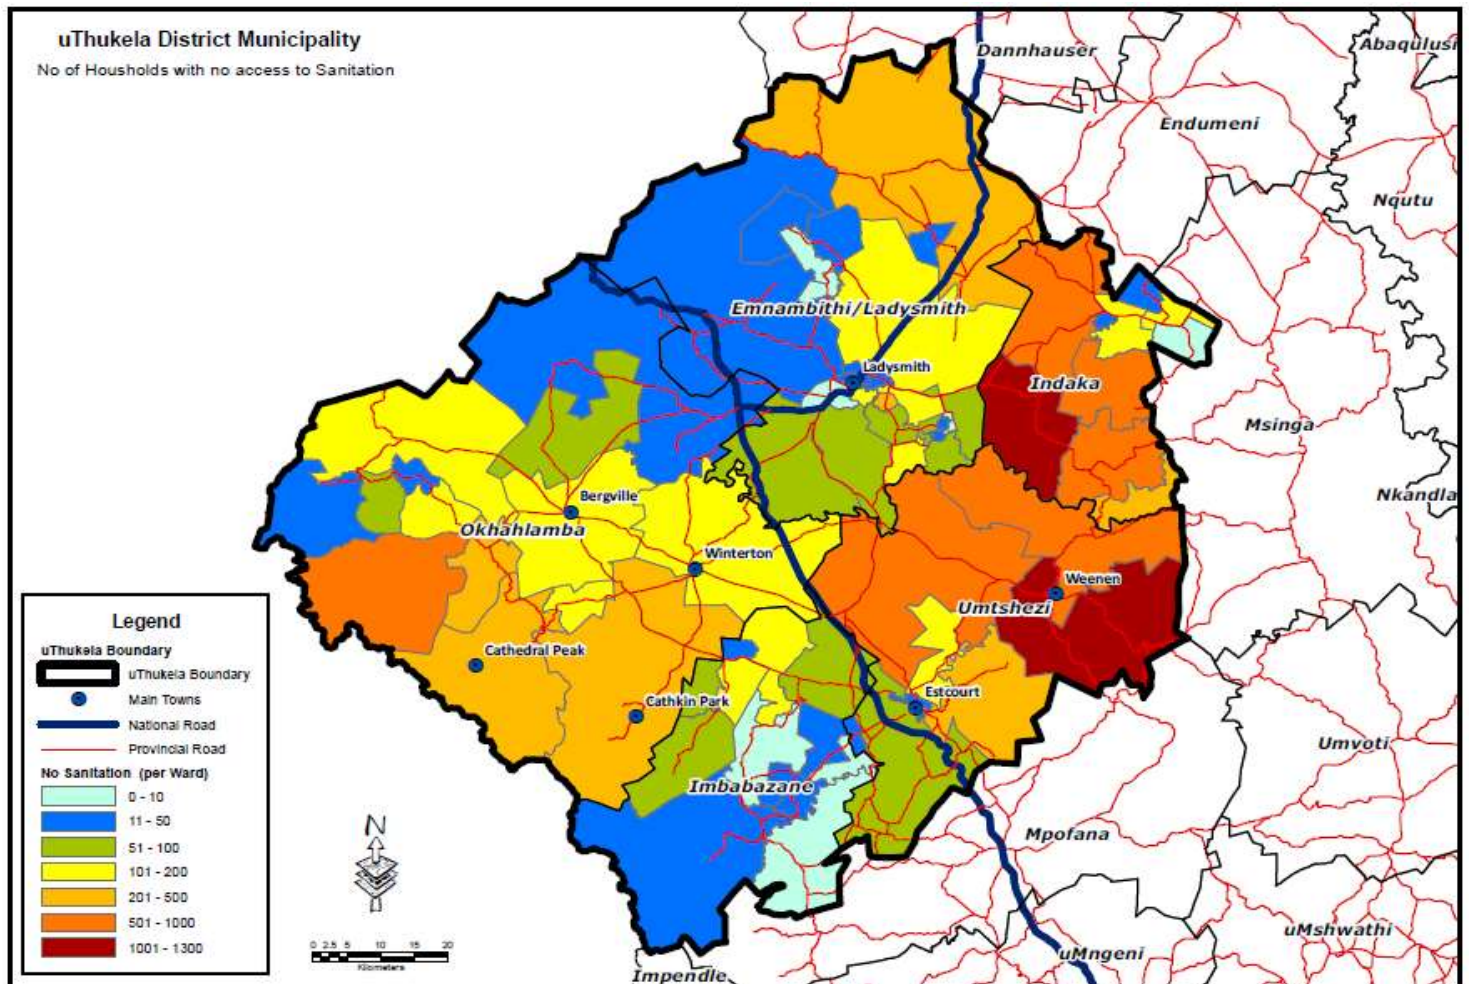 uThukela District Municipality
No of Housholds with no access to Sanitation
Dannhauser
Abaqulusi
Endumeni
Nqutu
Emnambithi/Ladysmith
Ladysmith
Indaka
Msinga
Nkandla
Bergville
Okhahlamba
Winterton
Weenen
Umtshezi
Cathedral Peak
Cathkin Park
Estcourt
Umvoti
Imbabazane
Mpofana
uMshwathi
uMngeni
Impendle
Legend
uThukela Boundary
uThukela Boundary
Main Towns
National Road
Provincial Road
No Sanitation (per Ward)
0 - 10
11 - 50
51 - 100
101 - 200
201 - 500
501 - 1000
1001 - 1300
N
0 2.5 5 10 15 20
Kilometers